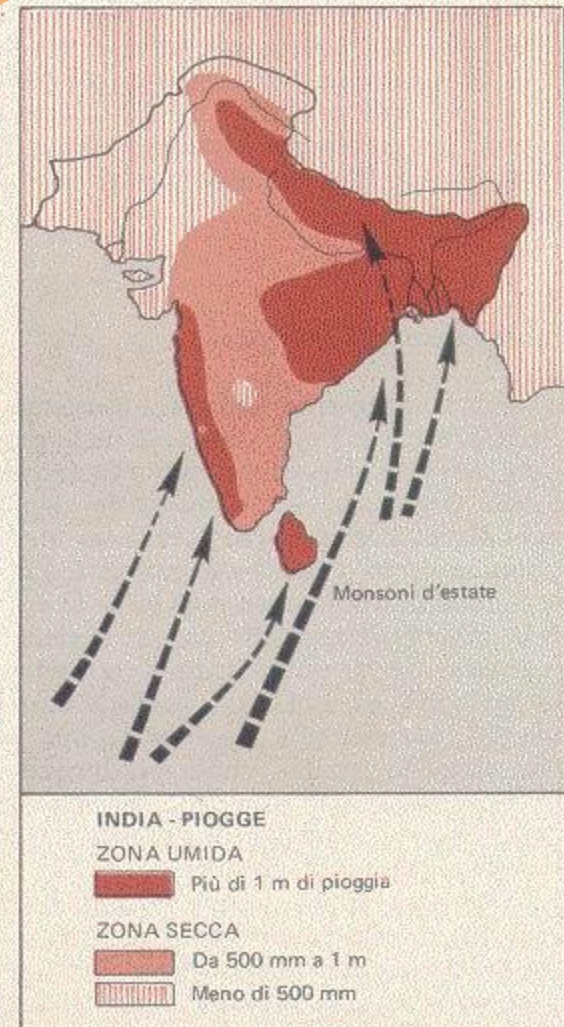 Monsoni d'estate
INDIA - PIOGGE
ZONA UMIDA
Più di 1 m di pioggia
ZONA SECCA
Da 500 mm a 1 m
Meno di 500 mm